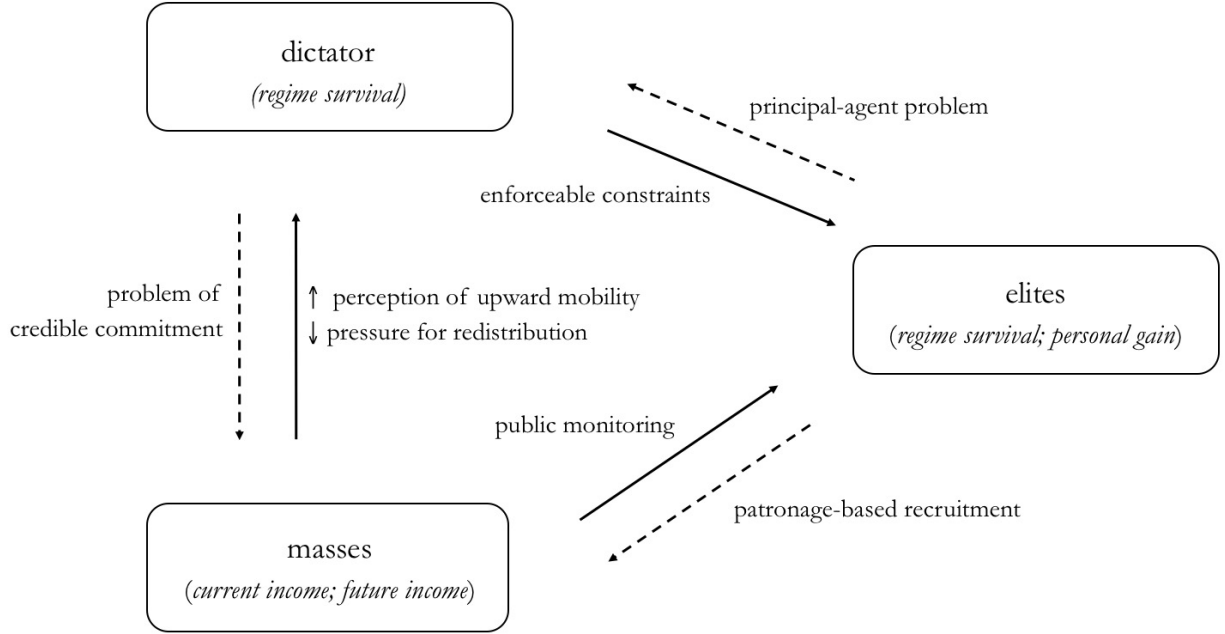 dictator
(regime survival)
principal-agent problem
enforceable constraints
problem of
credible commitment
↑ perception of upward mobility
↓ pressure for redistribution
elites
(regime survival; personal gain)
public monitoring
patronage-based recruitment
masses
(current income; future income)